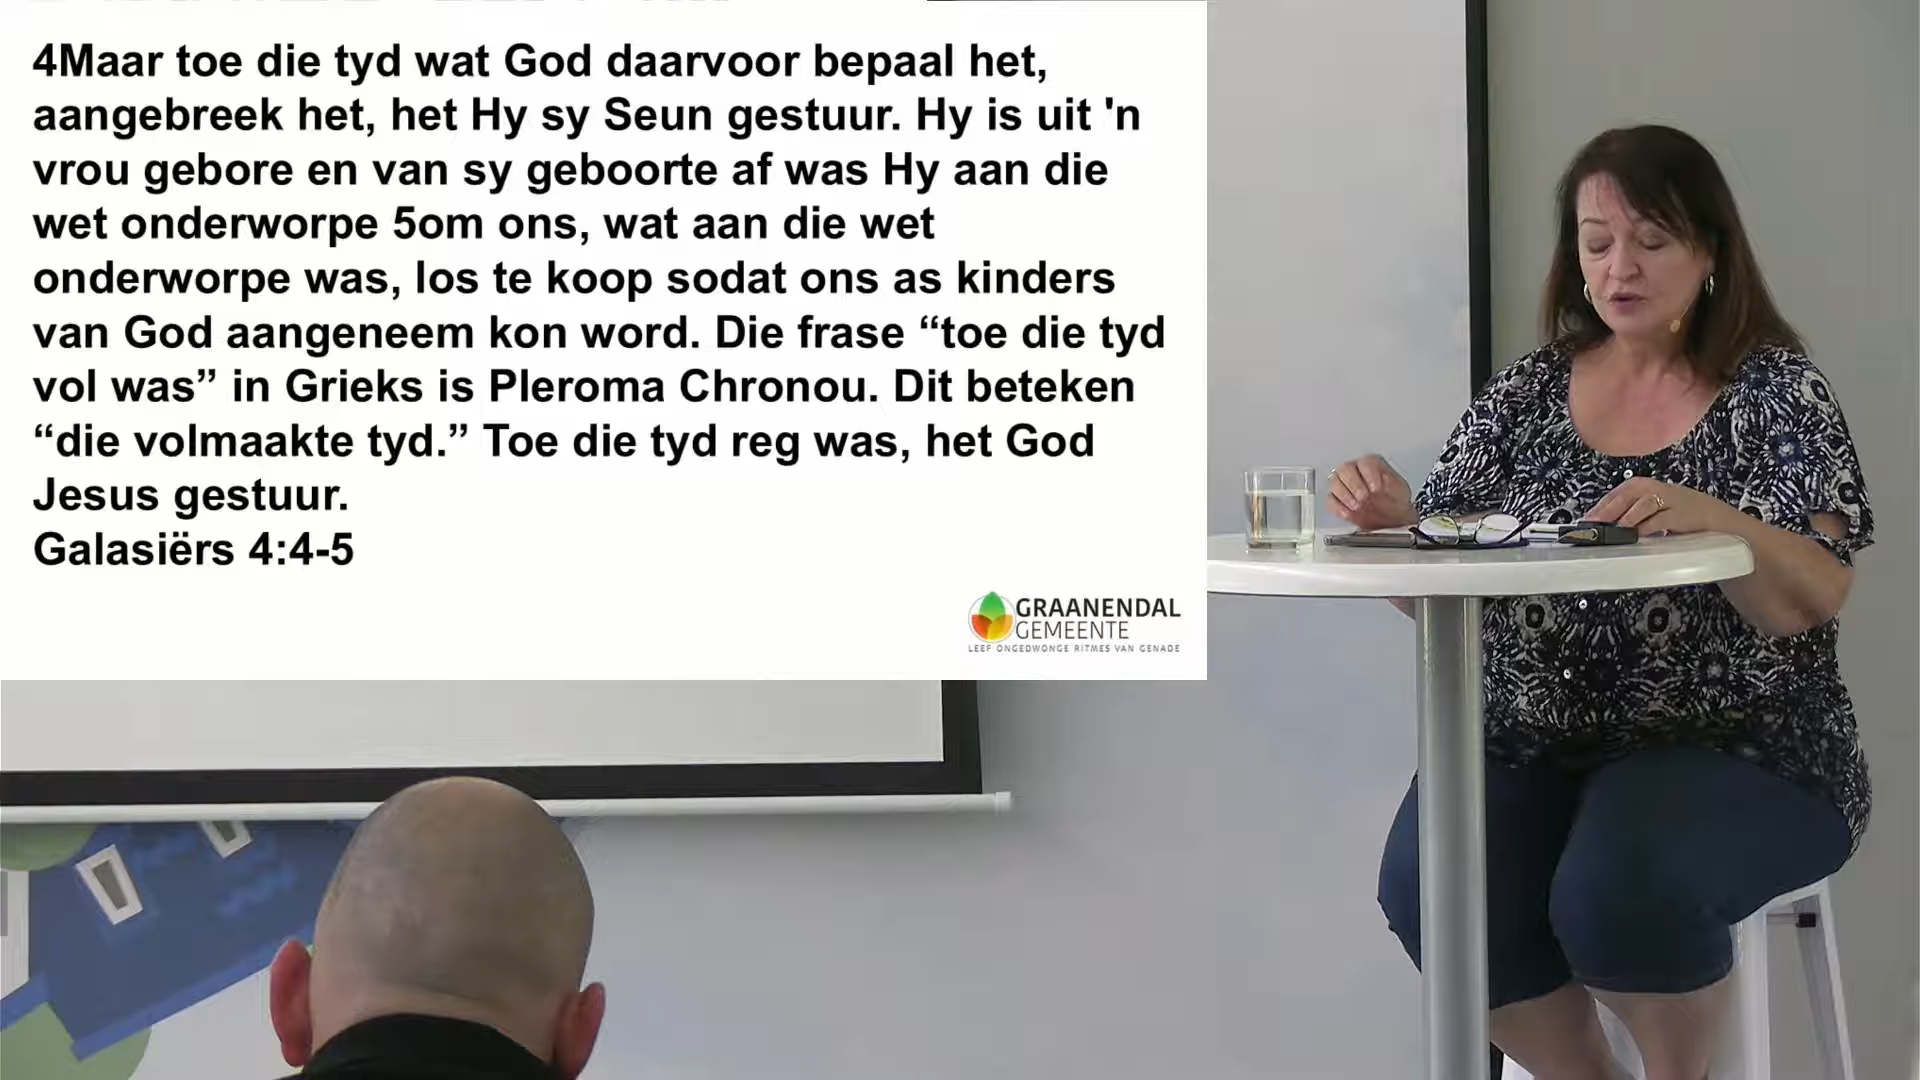 4Maar toe die tyd wat God daarvoor bepaal het,
aangebreek het, het Hy sy Seun gestuur. Hy is uit 'n
vrou gebore en van sy geboorte af was Hy aan die
wet onderworpe 5om ons, wat aan die wet
onderworpe was, los te koop sodat ons as kinders
van God aangeneem kon word. Die frase “toe die tyd
vol was” in Grieks is Pleroma Chronou. Dit beteken
“die volmaakte tyd.” Toe die tyd reg was, het God
Jesus gestuur.
Galasiërs 4:4-5
GRAANENDAL
GEMEENTE
LEEF ONGEDWONGE RITMES VAN GENADE